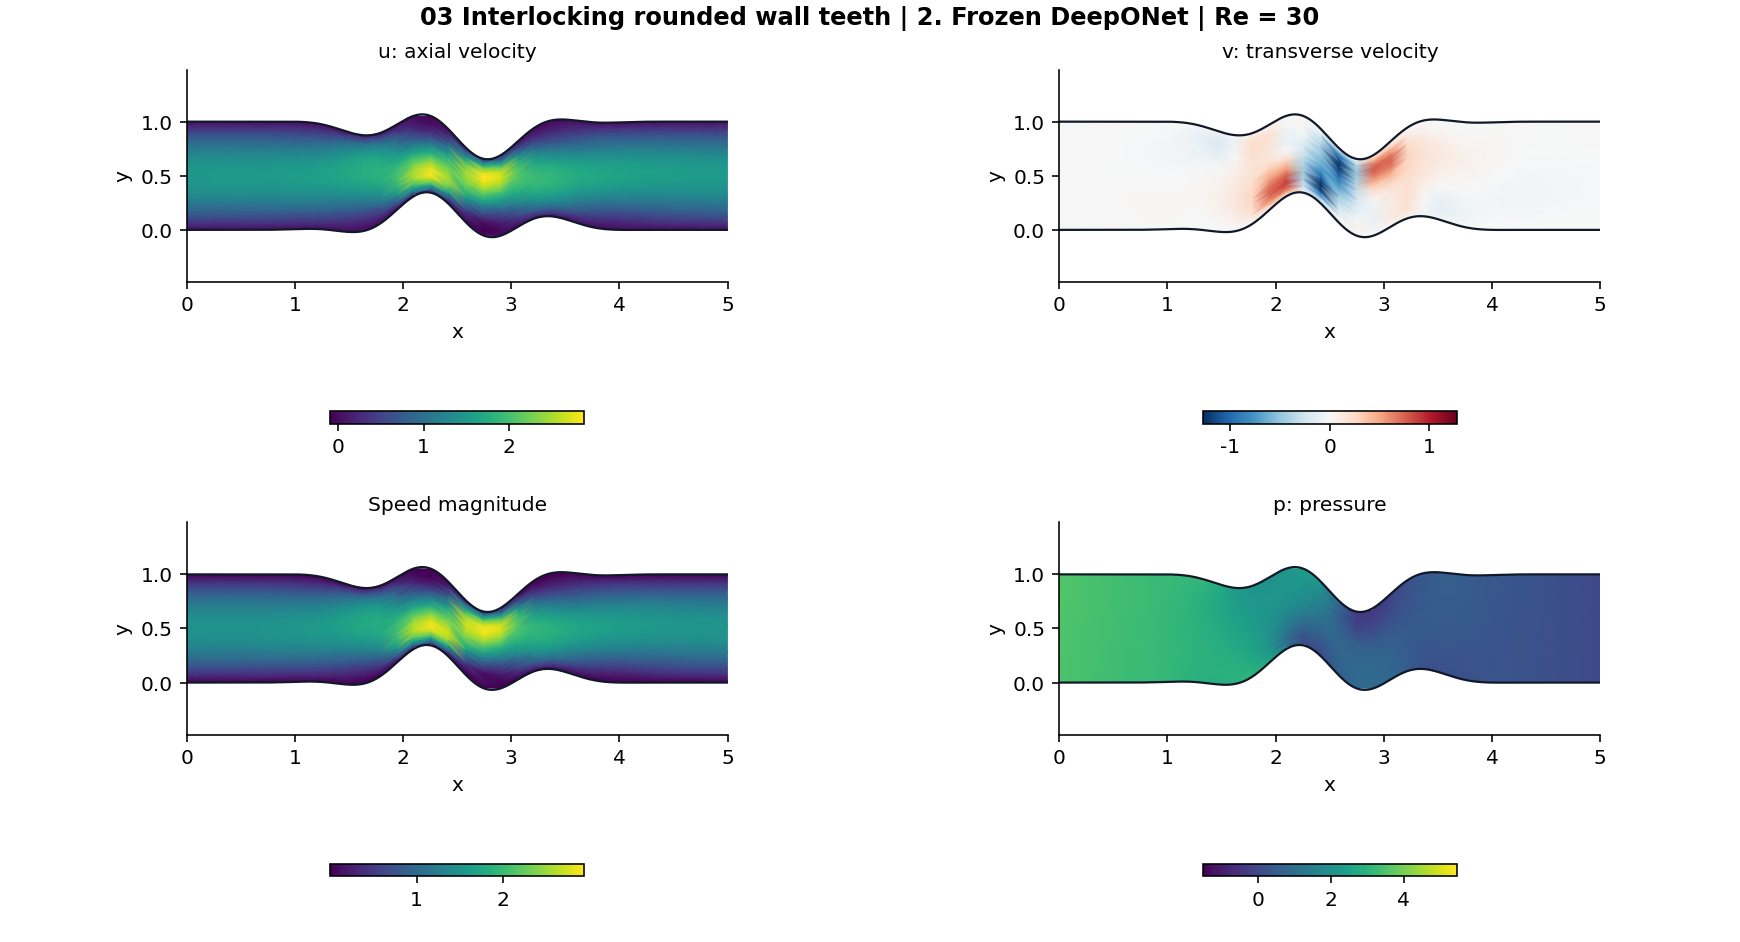 03 Interlocking rounded wall teeth | 2. Frozen DeepONet | Re = 30
u: axial velocity
y
1.0
0.5
0.0
0 1 2 3 4 5
x
0 1 2
v: transverse velocity
y
1.0
0.5
0.0
0 1 2 3 4 5
x
-1 0 1
Speed magnitude
y
1.0
0.5
0.0
0 1 2 3 4 5
x
1 2
p: pressure
y
1.0
0.5
0.0
0 1 2 3 4 5
x
0 2 4